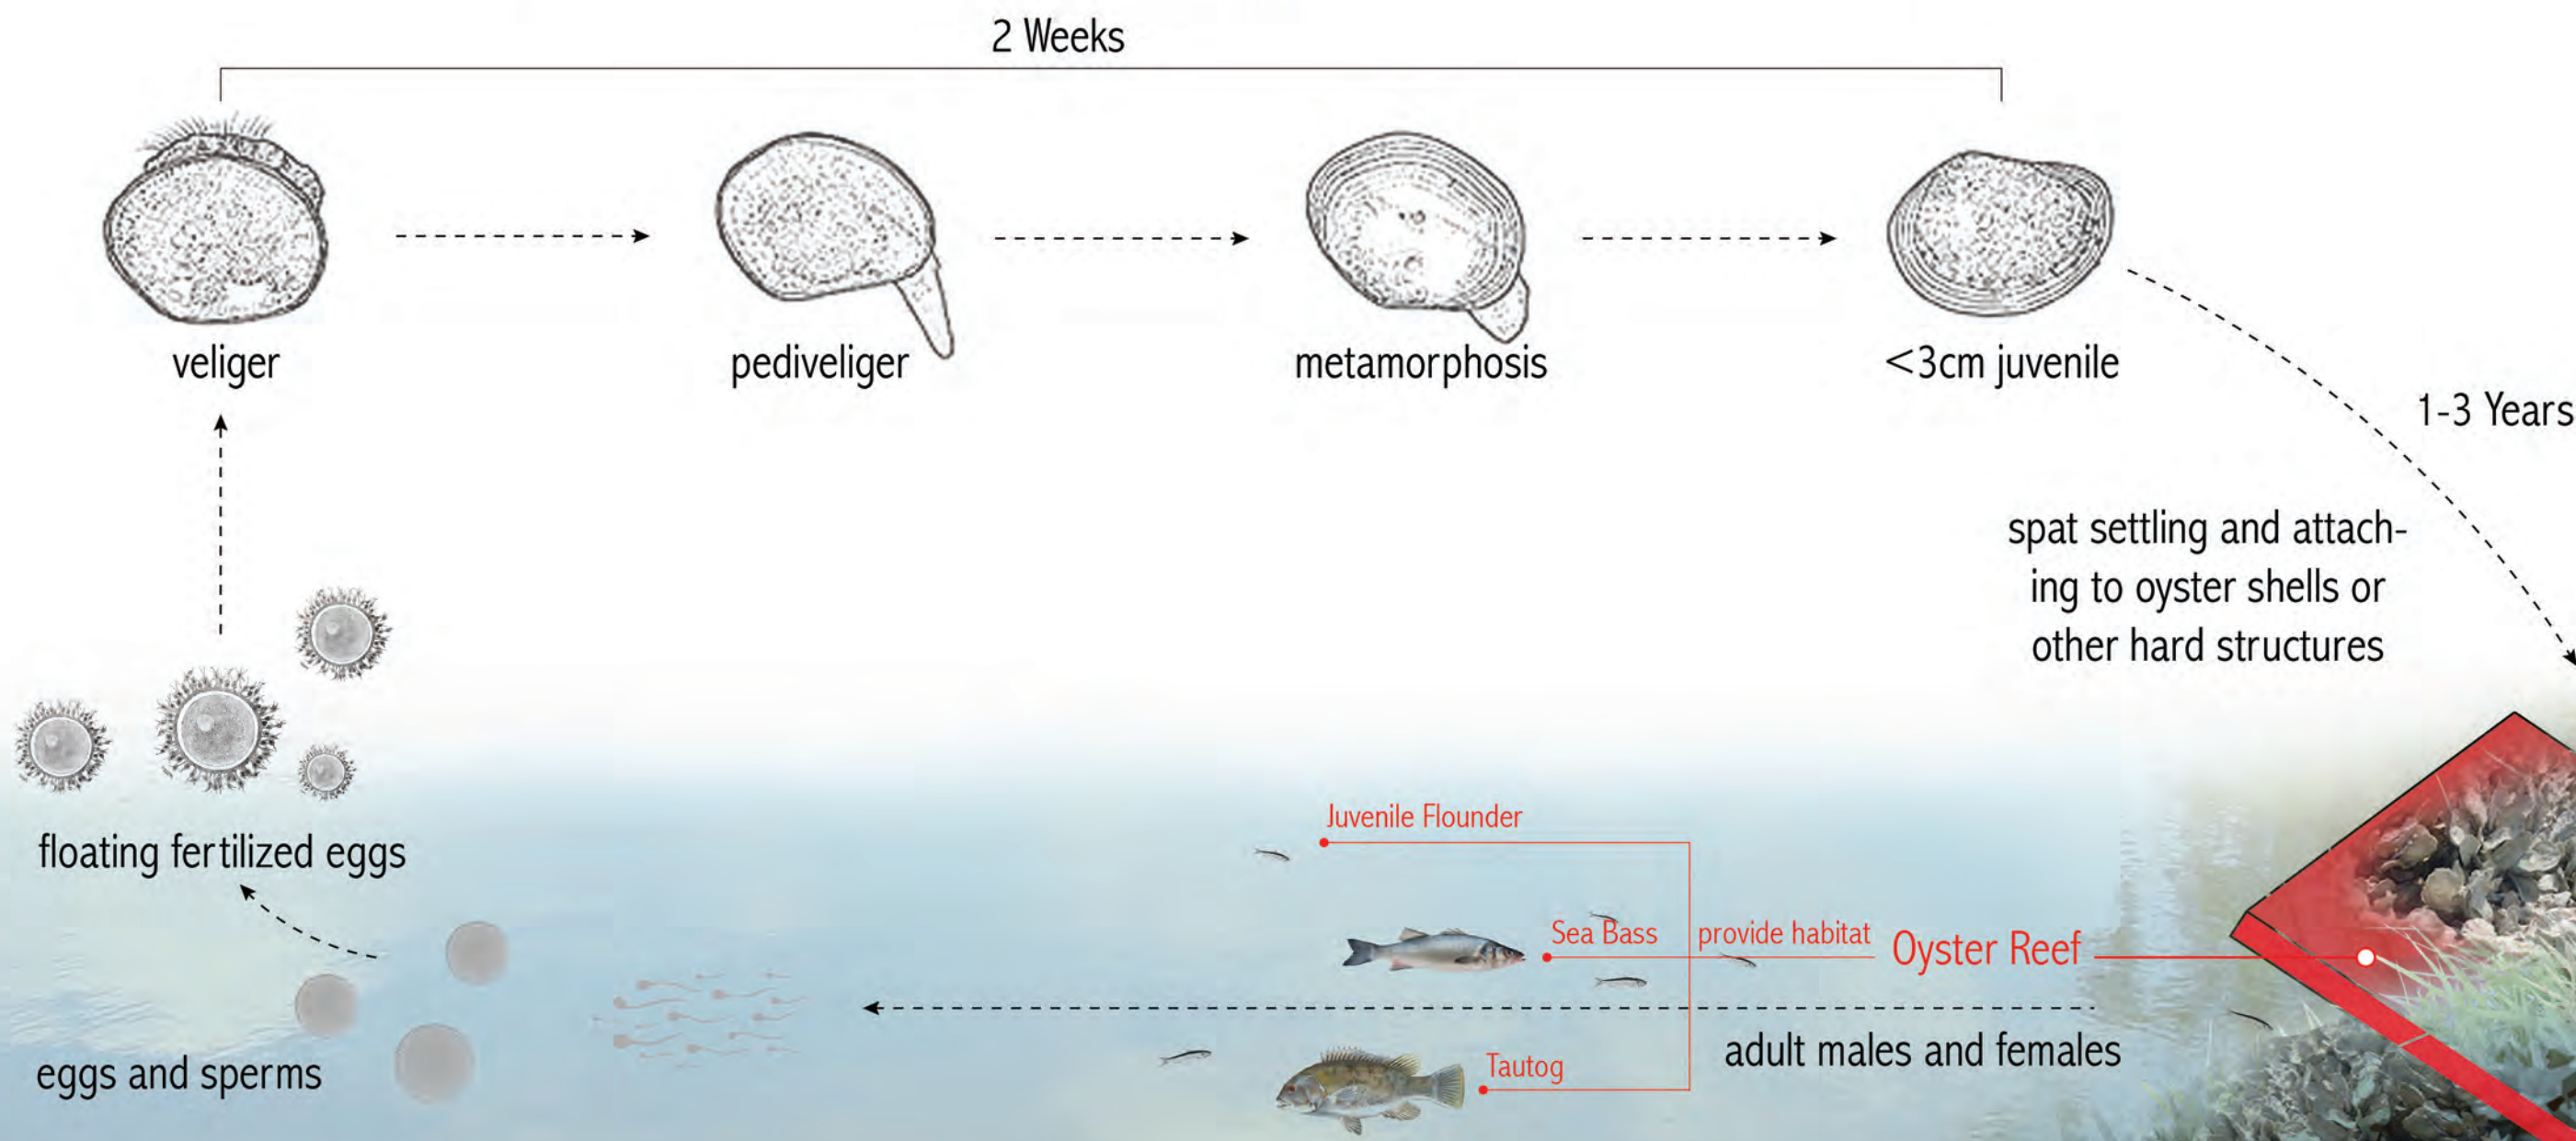 2 Weeks
veliger
pediveliger
metamorphosis
<3cm juvenile
1-3 Years
spat settling and attach-
ing to oyster shells or
other hard structures
floating fertilized eggs
eggs and sperms
Juvenile Flounder
Sea Bass
provide habitat
Oyster Reef
Tautog
adult males and females